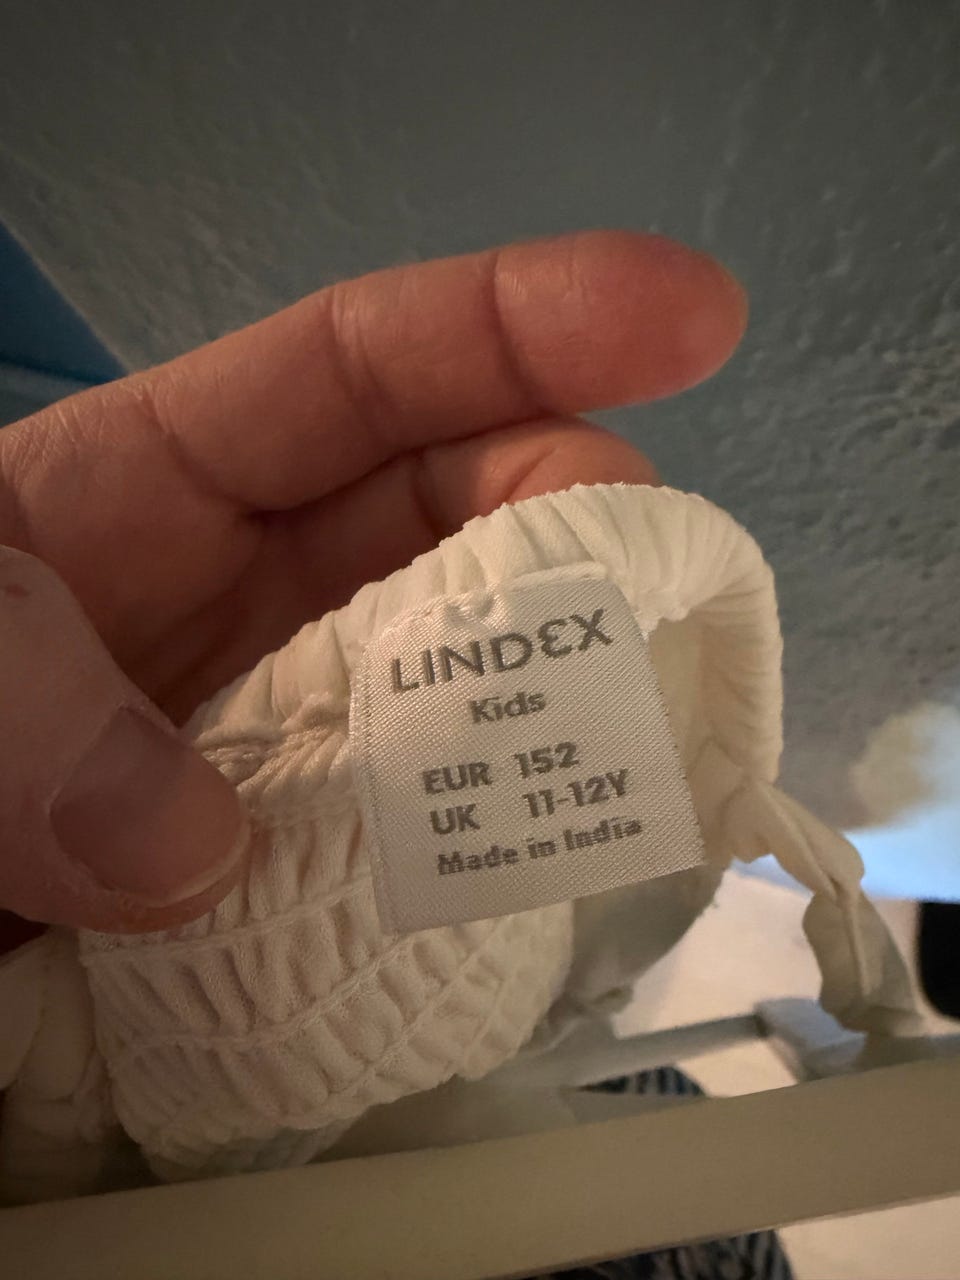 LINDEX
Kids
EUR 152
UK 11-12Y
Made in India